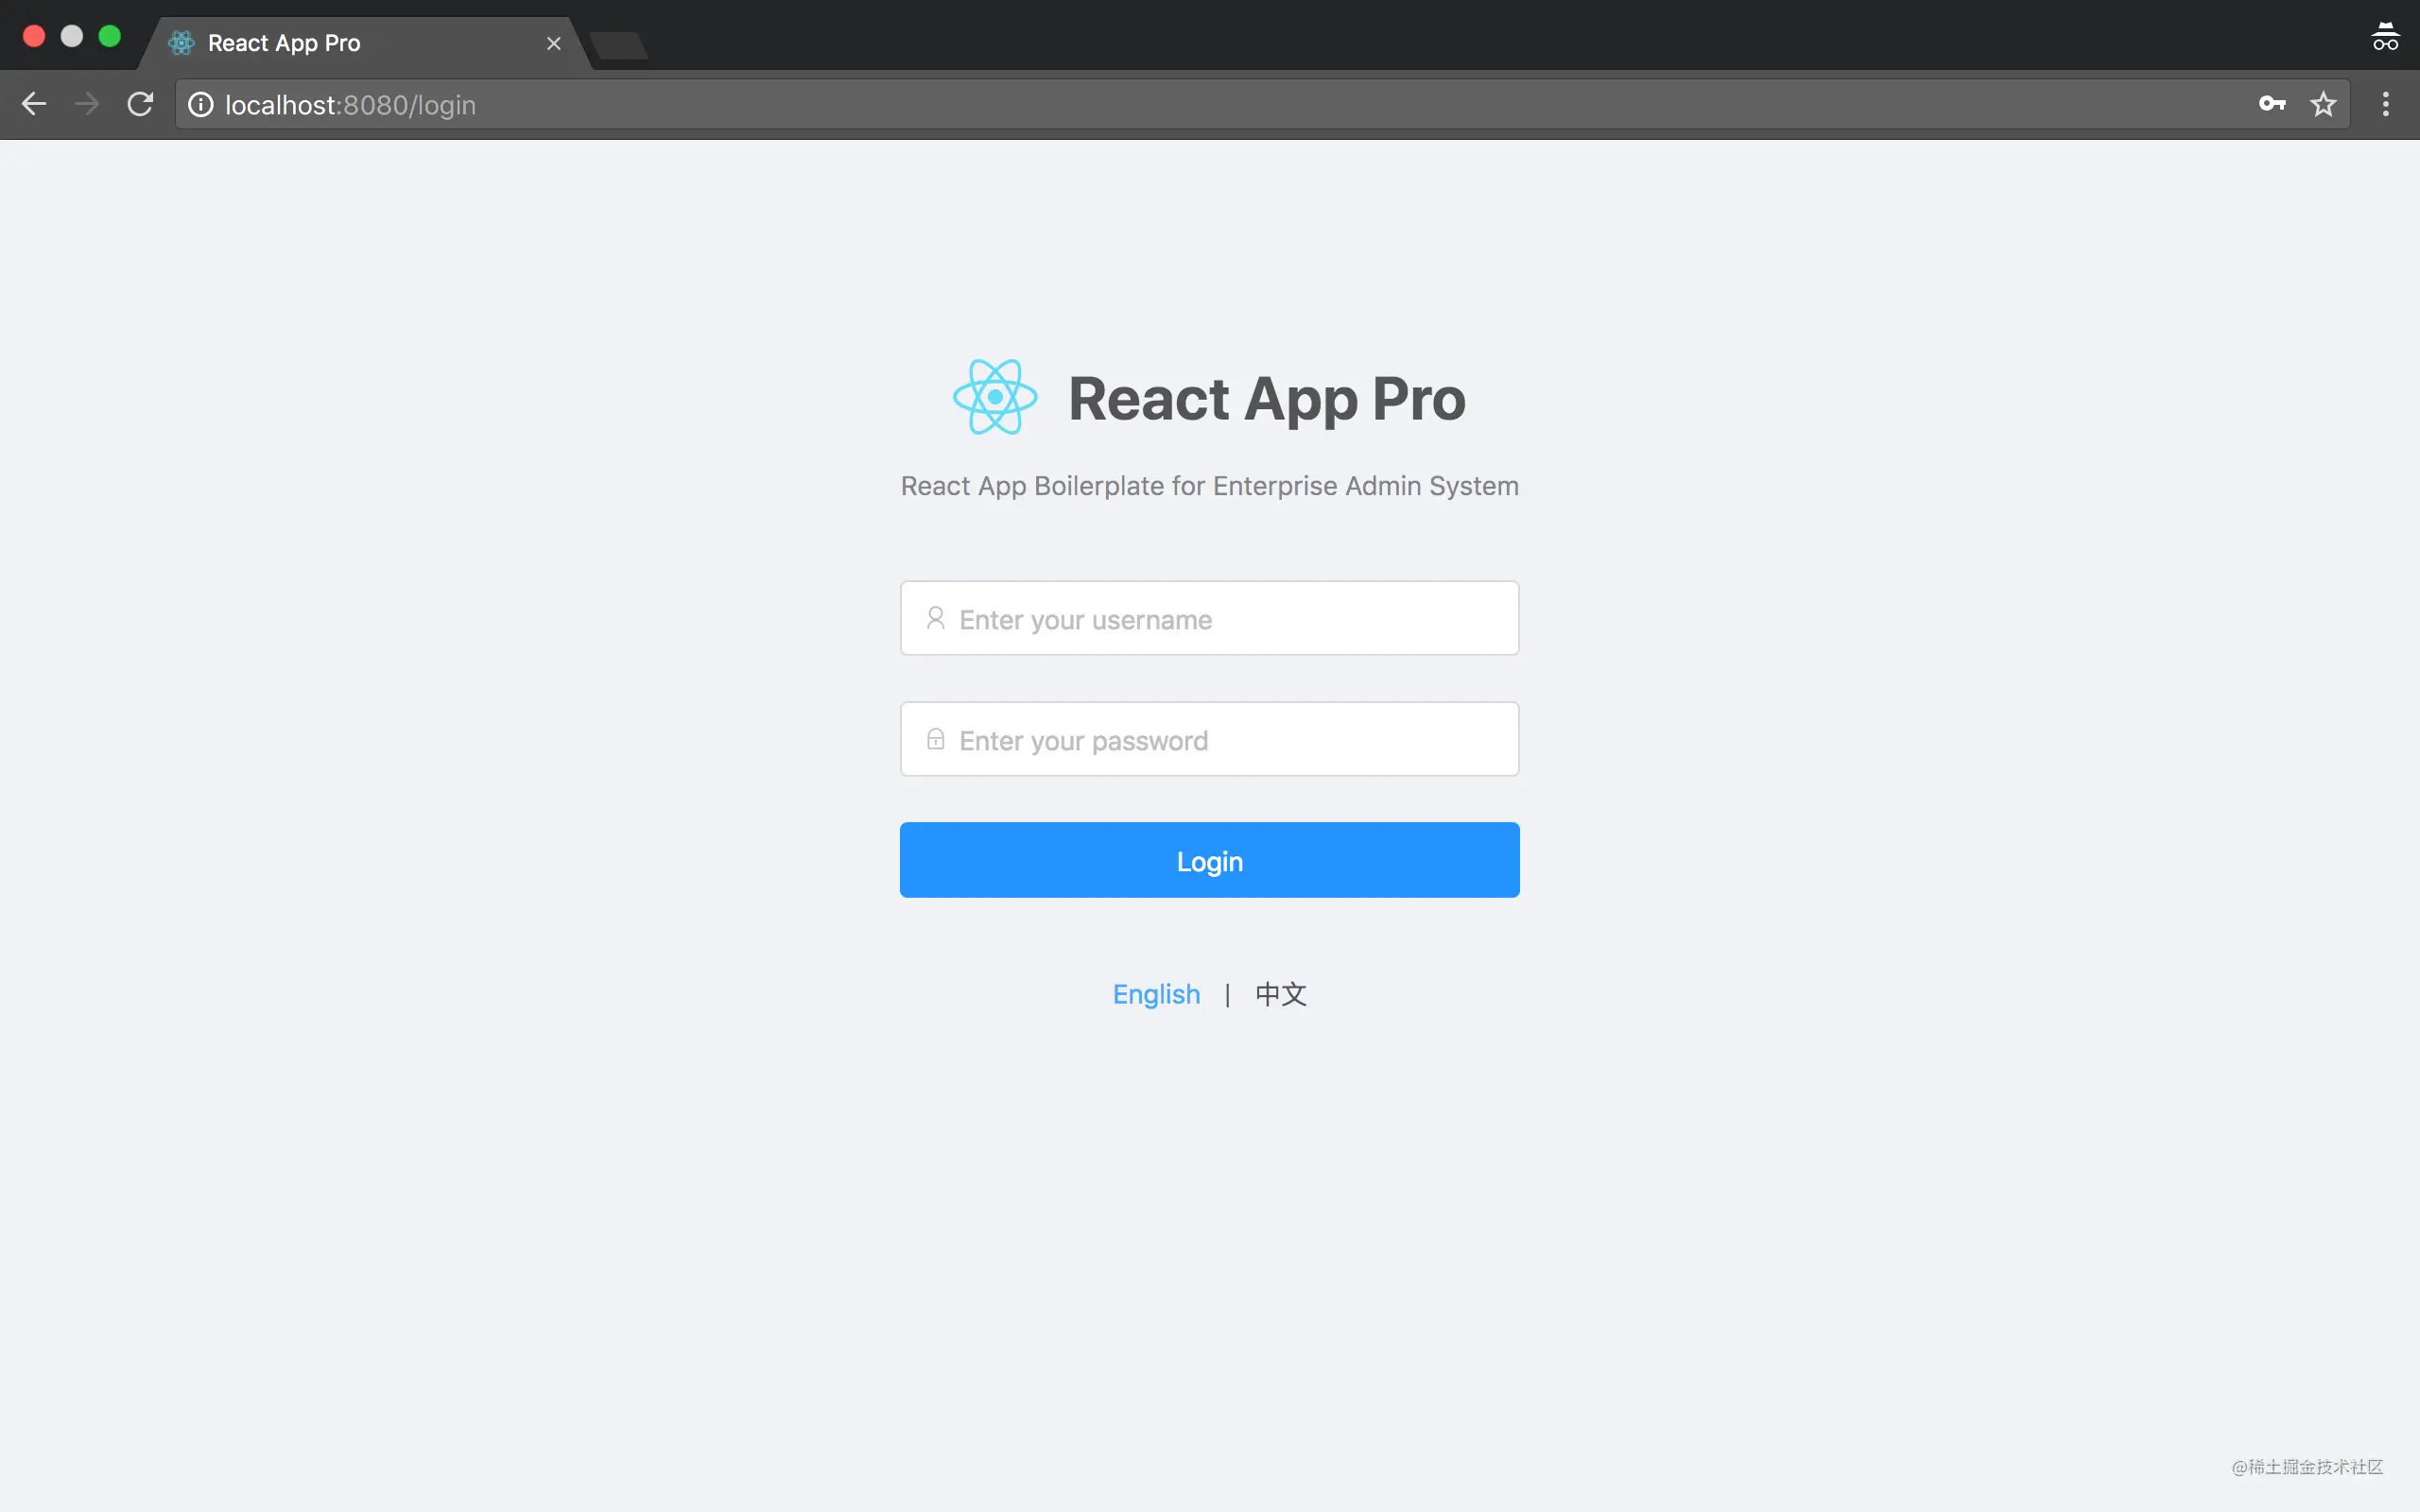 React App Pro
localhost:8080/login
React App Pro
React App Boilerplate for Enterprise Admin System
Enter your username
Enter your password
Login
English | 中文
@稀土掘金技术社区